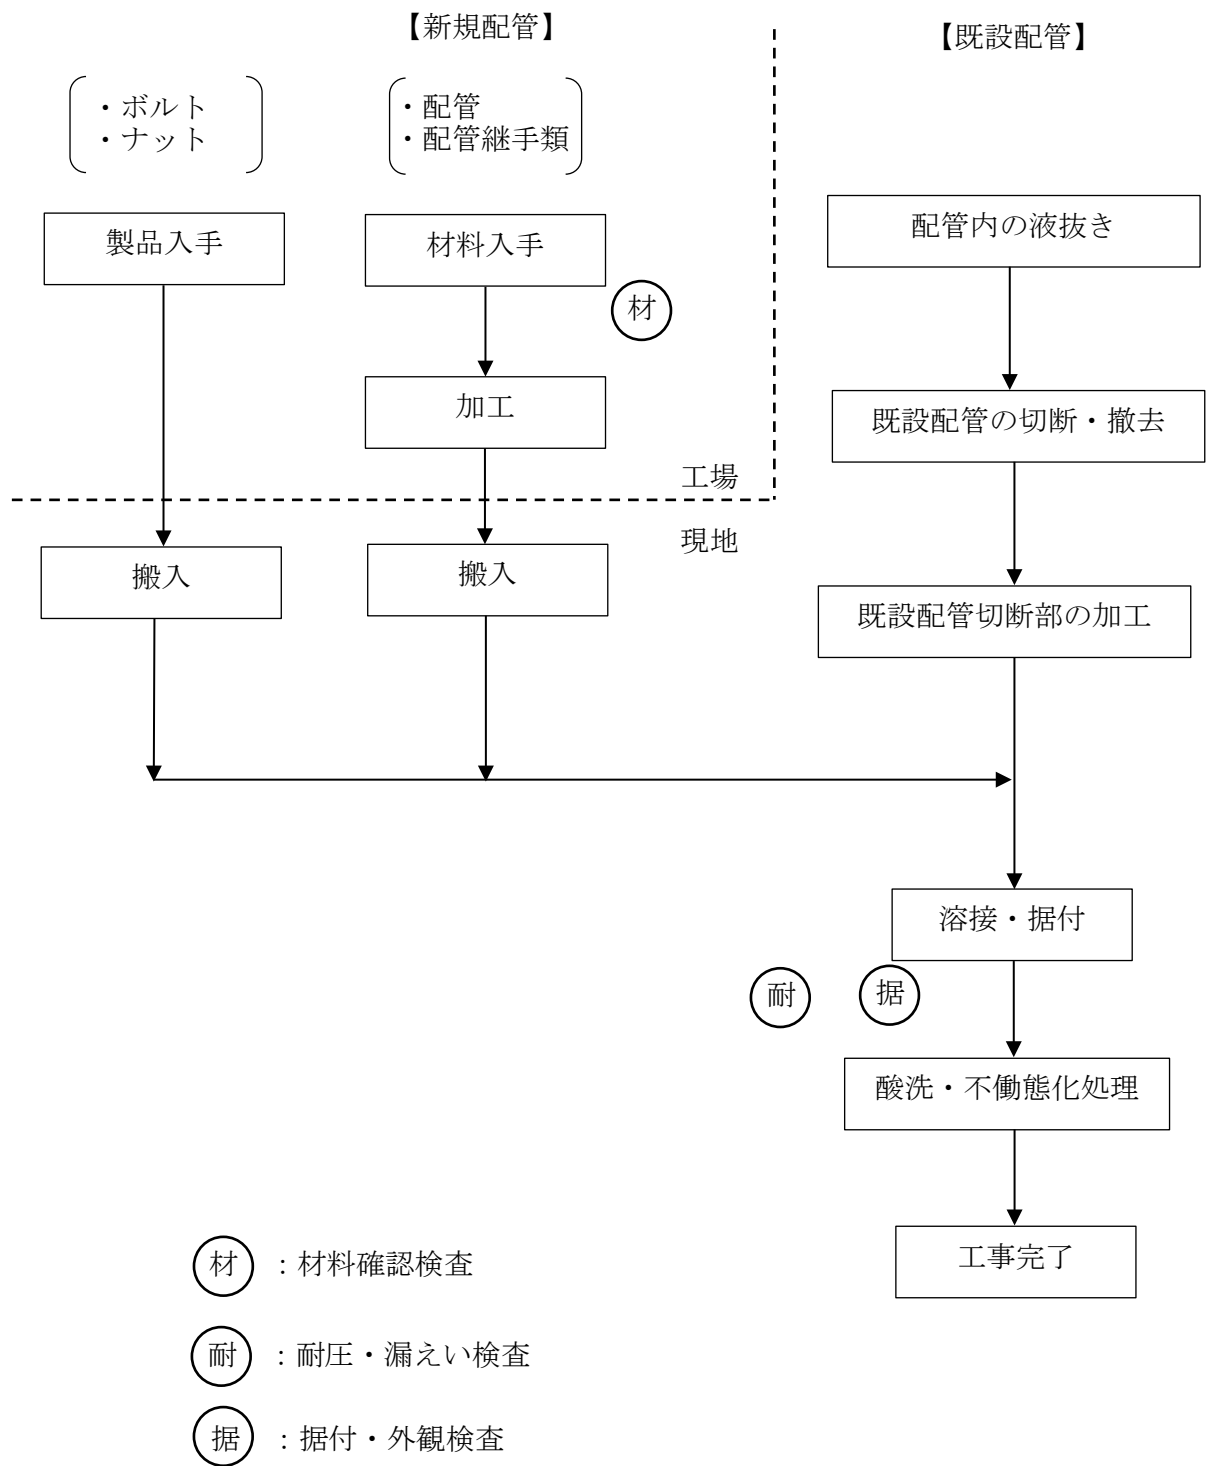 【新規配管】
【既設配管】
・ボルト
・ナット
・配管
・配管継手類
製品入手
材料入手
配管内の液抜き
材
加工
既設配管の切断・撤去
工場
現地
搬入
搬入
既設配管切断部の加工
溶接・据付
耐
据
酸洗・不働態化処理
工事完了
材 : 材料確認検査
耐 : 耐圧・漏えい検査
据 : 据付・外観検査